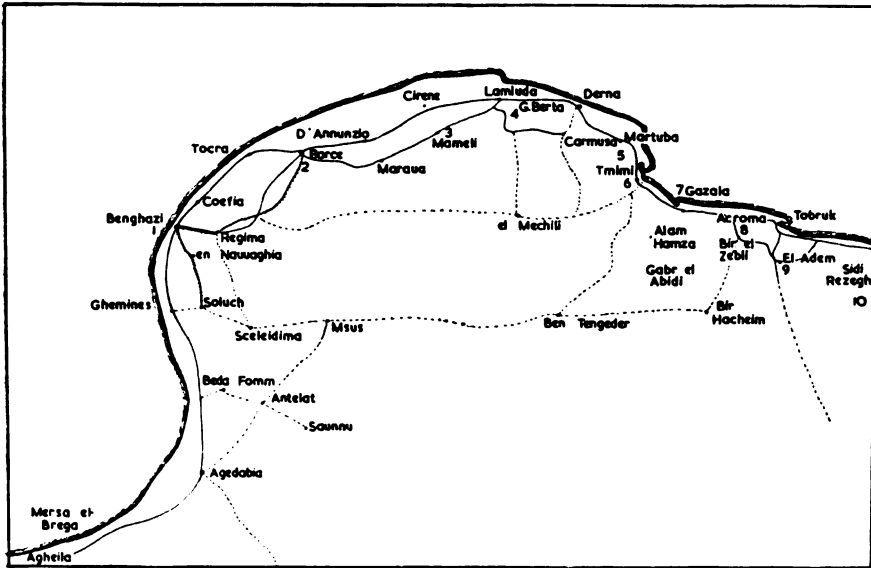 Lamluda
Derna
Cirene
G. Berta
4
D'Annunzio
3
Mameli
Carmusa
Martuba
5
Tocra
Barce
2
Maraua
Tmimi
6
7 Gazala
Coefia
Benghazi
1
Regima
el Mechili
Acroma
8
Tobruk
en Nauuaghia
Alam
Hamza
Bir el
Zebli
El Adem
9
Gabr el
Abidi
Sidi
Rezegh
10
Ghemines
Soluch
Bir
Hacheim
Sceleidima
Msus
Ben Tengeder
Beda Fomm
Antelat
Saunnu
Agedabia
Mersa el-
Brega
Agheila